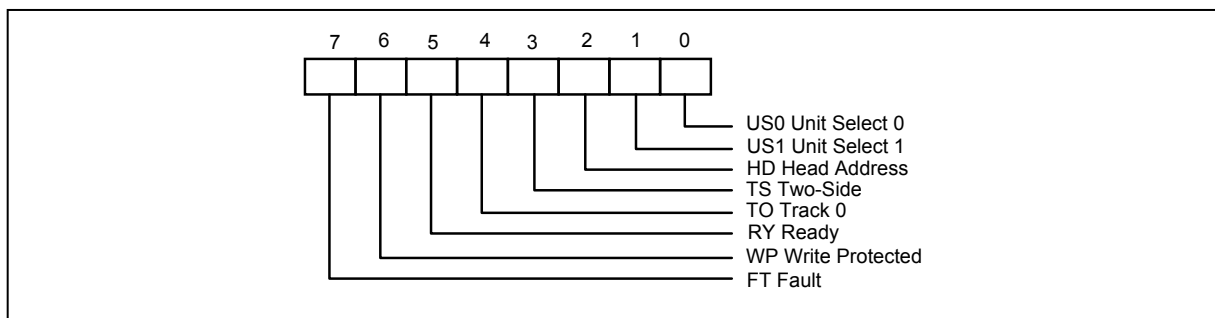 7 6 5 4 3 2 1 0
US0 Unit Select 0
US1 Unit Select 1
HD Head Address
TS Two-Side
TO Track 0
RY Ready
WP Write Protected
FT Fault